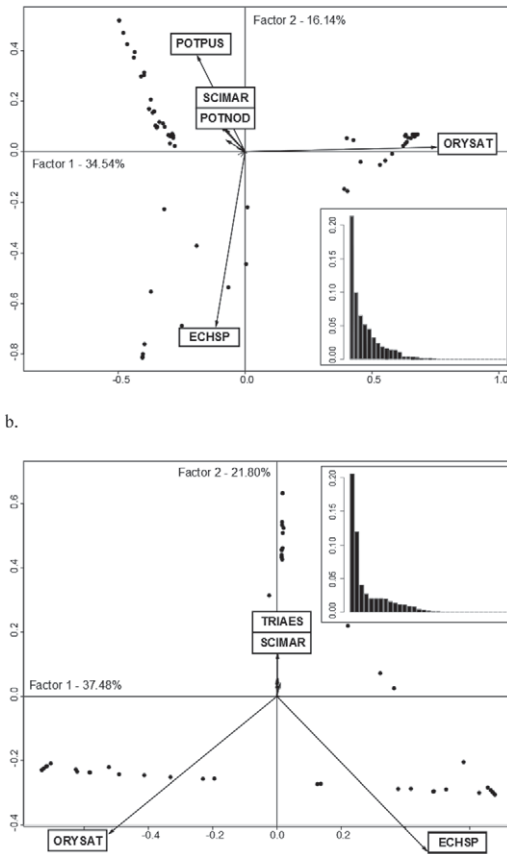 Factor 2 - 16.14%
POTPUS
SCIMAR
POTNOD
ORYSAT
Factor 1 - 34.54%
ECHSP
0.4
0.2
0.0
-0.2
-0.4
-0.6
-0.8
-0.5
0.0
0.5
1.0
0.20
0.15
0.10
0.05
0.00
b.
Factor 2 - 21.80%
TRIAES
SCIMAR
Factor 1 - 37.48%
ORYSAT
ECHSP
0.6
0.4
0.2
0.0
-0.2
-0.4
-0.6
-0.4
-0.2
0.0
0.2
0.20
0.15
0.10
0.05
0.00